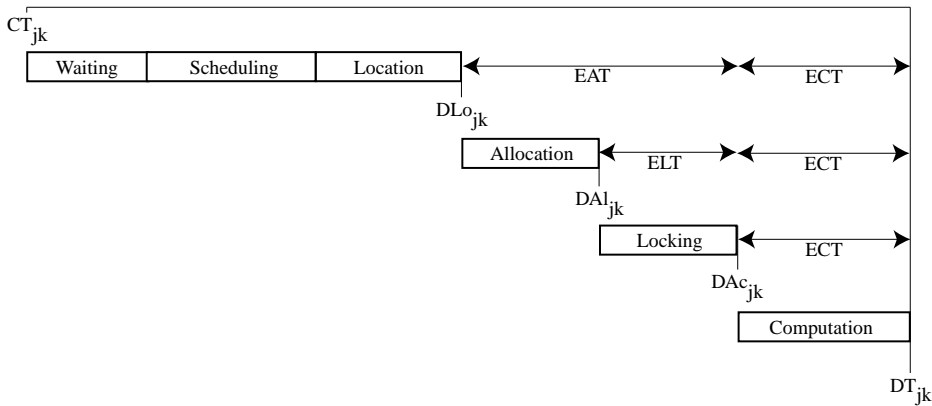 CT_jk
Waiting Scheduling Location EAT ECT
DLo_jk
Allocation ELT ECT
DAl_jk
Locking ECT
DAc_jk
Computation
DT_jk